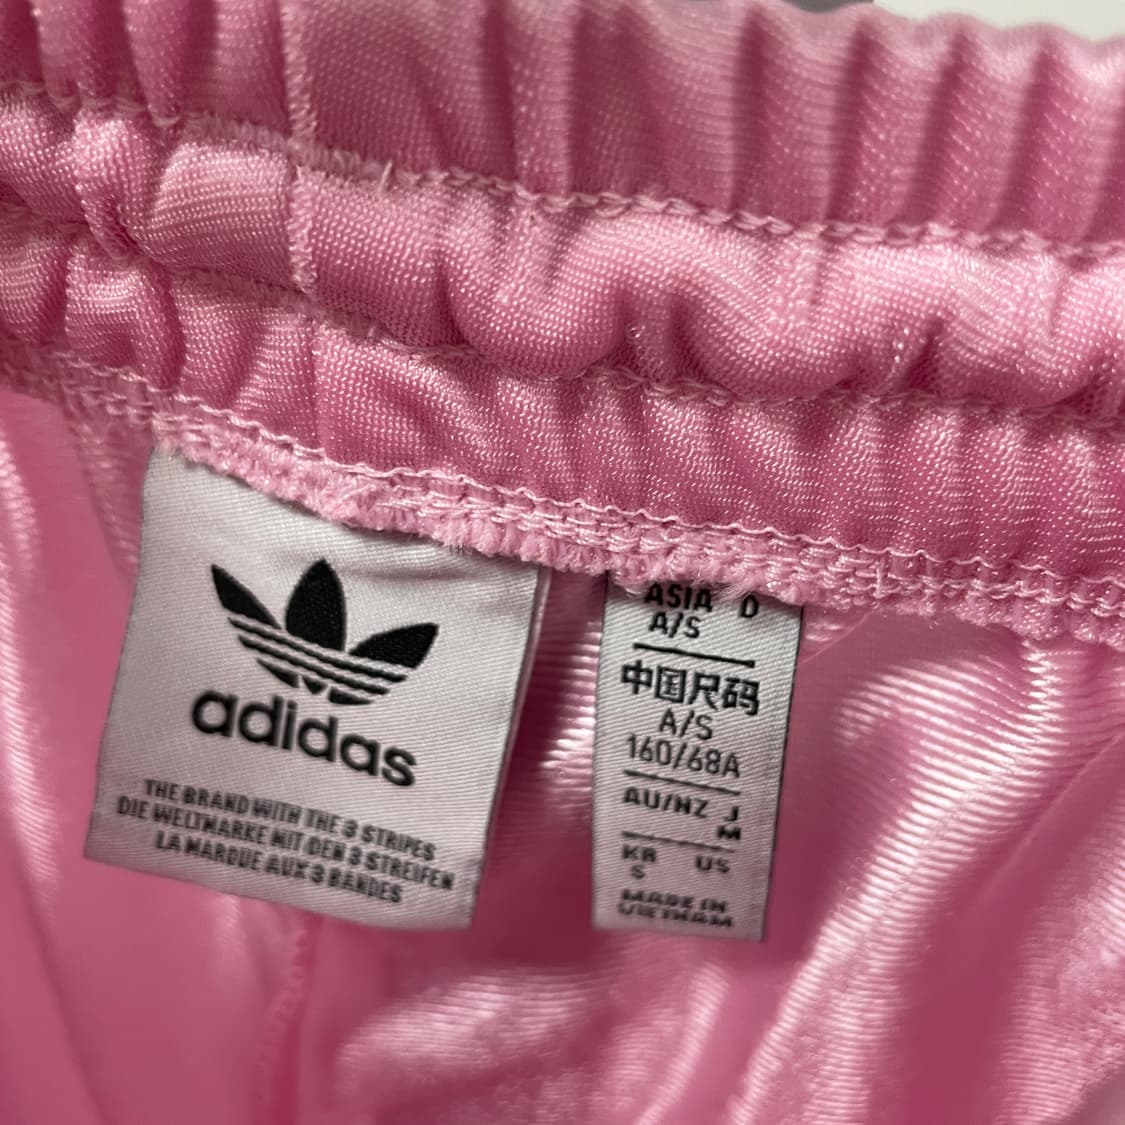 adidas
THE BRAND WITH THE 3 STRIPES
DIE WELTMARKE MIT DEN 3 STREIFEN
LA MARQUE AUX 3 BANDES
ASIA D
A/S
中国尺码
A/S
160/68A
AU/NZ J
M
KR US
S
MADE IN
VIETNAM